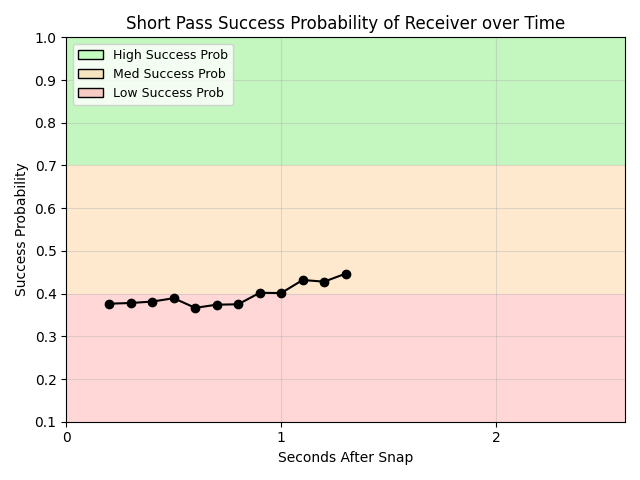 Short Pass Success Probability of Receiver over Time
1.0
0.9
0.8
0.7
0.6
0.5
0.4
0.3
0.2
0.1
Success Probability
High Success Prob
Med Success Prob
Low Success Prob
0
1
2
Seconds After Snap